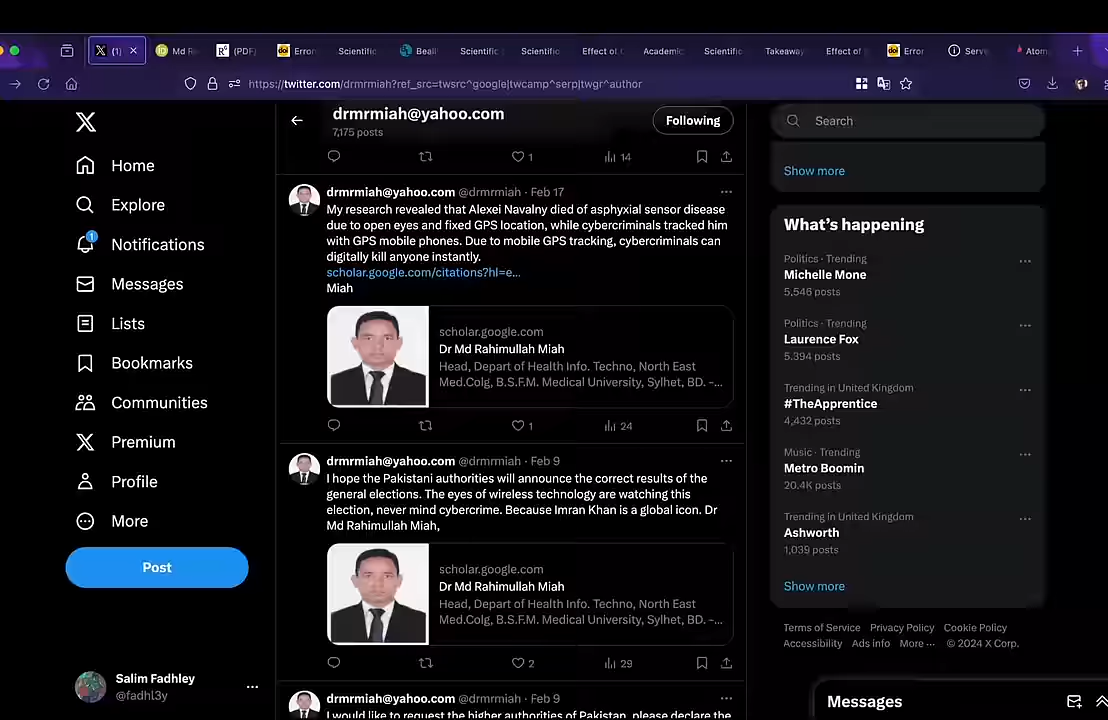 (1)
Md R
(PDF)
Error
Scientific
Beall
Scientific
Scientific
Effect of
Academic
Scientific
Takeaway
Effect of
Error
Serv
Atom
https://twitter.com/drmrmiah?ref_src=twsrc^google|twcamp^serp|twgr^author
Home
Explore
1
Notifications
Messages
Lists
Bookmarks
Communities
Premium
Profile
More
Post
Salim Fadhley
@fadhl3y
drmrmiah@yahoo.com
7,175 posts
Following
1
14
drmrmiah@yahoo.com @drmrmiah · Feb 17
My research revealed that Alexei Navalny died of asphyxial sensor disease
due to open eyes and fixed GPS location, while cybercriminals tracked him
with GPS mobile phones. Due to mobile GPS tracking, cybercriminals can
digitally kill anyone instantly.
scholar.google.com/citations?hl=e...
Miah
scholar.google.com
Dr Md Rahimullah Miah
Head, Depart of Health Info. Techno, North East
Med.Colg, B.S.F.M. Medical University, Sylhet, BD. -...
1
24
drmrmiah@yahoo.com @drmrmiah · Feb 9
I hope the Pakistani authorities will announce the correct results of the
general elections. The eyes of wireless technology are watching this
election, never mind cybercrime. Because Imran Khan is a global icon. Dr
Md Rahimullah Miah,
scholar.google.com
Dr Md Rahimullah Miah
Head, Depart of Health Info. Techno, North East
Med.Colg, B.S.F.M. Medical University, Sylhet, BD. -...
2
29
drmrmiah@yahoo.com @drmrmiah · Feb 9
I would like to request the higher authorities of Pakistan, please declare the
Search
Show more
What's happening
Politics · Trending
Michelle Mone
5,546 posts
Politics · Trending
Laurence Fox
5,394 posts
Trending in United Kingdom
#TheApprentice
4,432 posts
Music · Trending
Metro Boomin
20.4K posts
Trending in United Kingdom
Ashworth
1,039 posts
Show more
Terms of Service Privacy Policy Cookie Policy
Accessibility Ads info More ··· © 2024 X Corp.
Messages